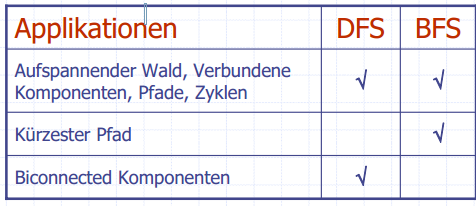 Applikationen DFS BFS
Aufspannender Wald, Verbundene
Komponenten, Pfade, Zyklen √ √
Kürzester Pfad √
Biconnected Komponenten √